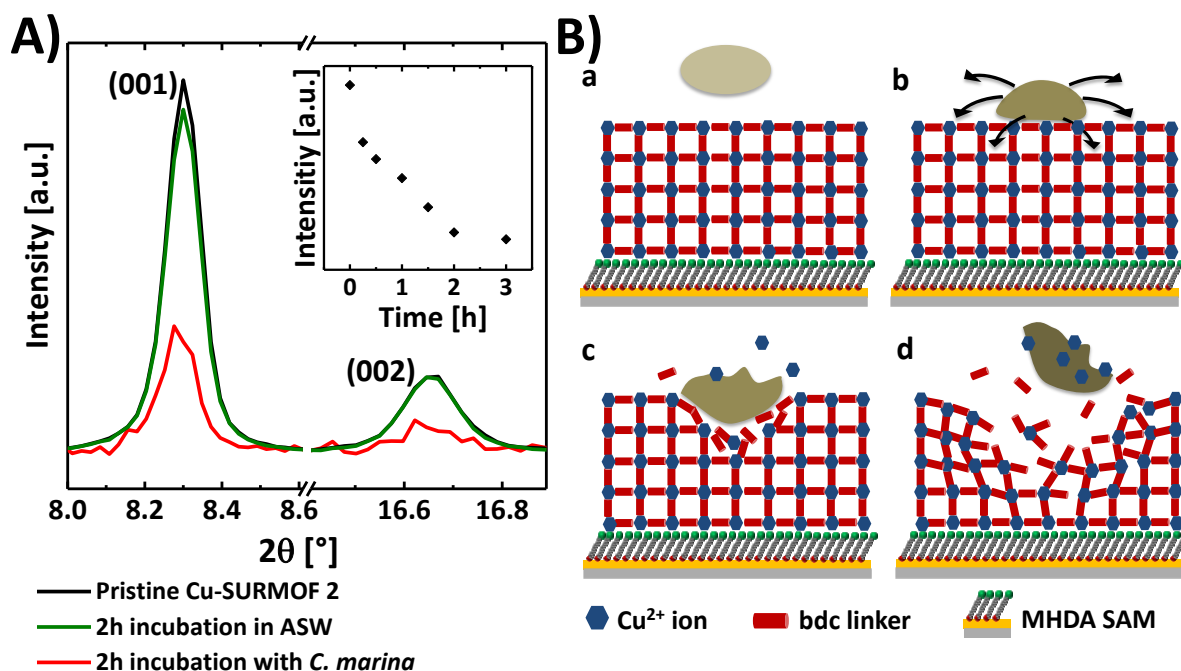 A)
Intensity [a.u.]
(001)
(002)
8.0 8.2 8.4 8.6 16.6 16.8
2θ [°]
Intensitiy [a.u.]
0 1 2 3
Time [h]
Pristine Cu-SURMOF 2
2h incubation in ASW
2h incubation with C. marina
B)
a
b
c
d
Cu²⁺ ion
bdc linker
MHDA SAM